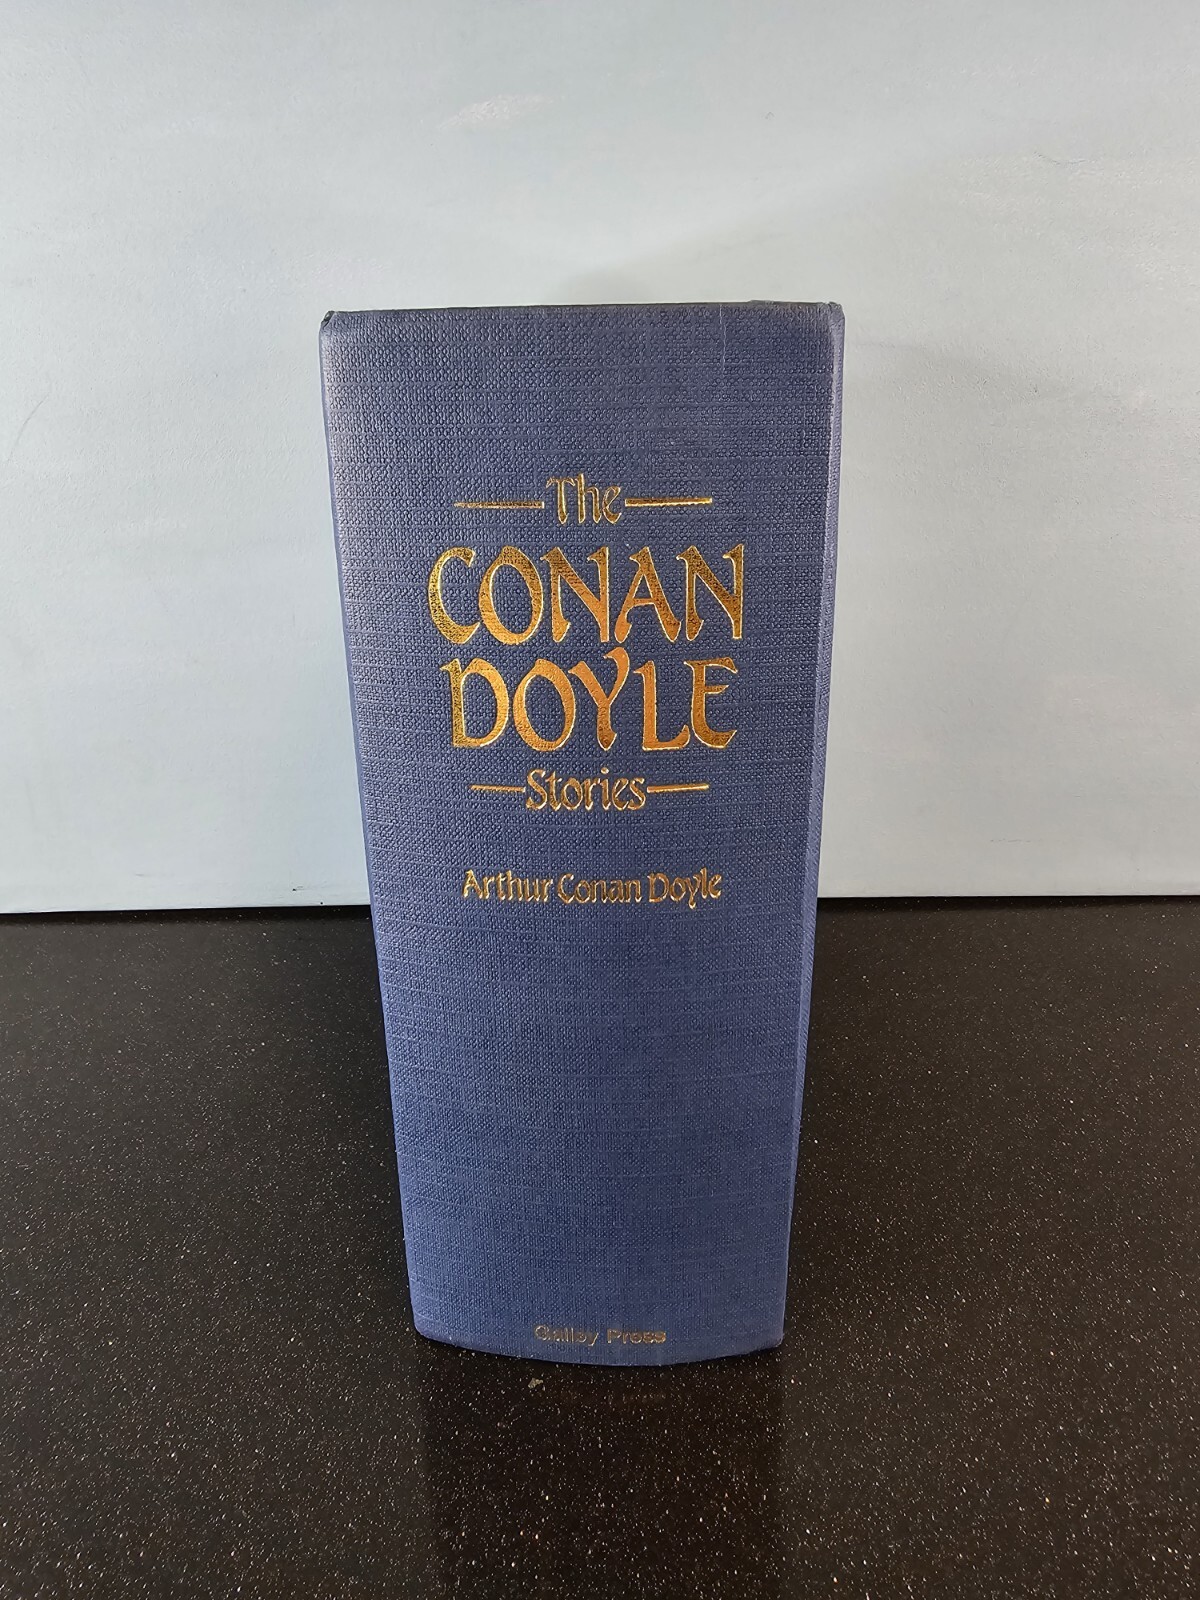 The
CONAN
DOYLE
Stories
Arthur Conan Doyle
Galley Press